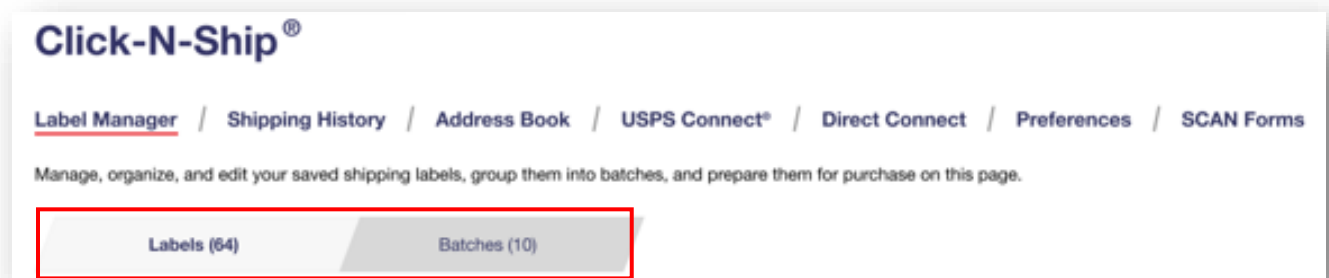 Click-N-Ship®
Label Manager / Shipping History / Address Book / USPS Connect® / Direct Connect / Preferences / SCAN Forms
Manage, organize, and edit your saved shipping labels, group them into batches, and prepare them for purchase on this page.
Labels (64) Batches (10)